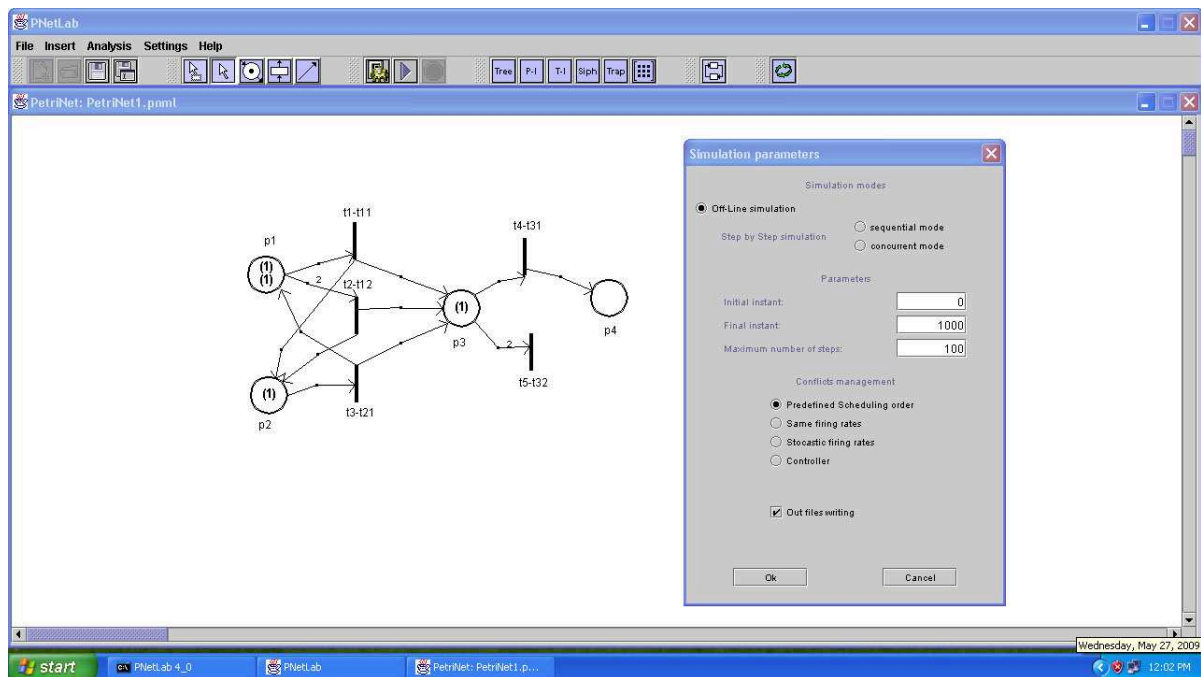 PNetLab
File Insert Analysis Settings Help
Tree P-I T-I Siph Trap
PetriNet: PetriNet1.pnml
Simulation parameters
Simulation modes
Off-Line simulation
Step by Step simulation
sequential mode
concurrent mode
Parameters
Initial instant: 0
Final instant: 1000
Maximum number of steps: 100
Conflicts management
Predefined Scheduling order
Same firing rates
Stocastic firing rates
Controller
Out files writing
Ok Cancel
t1-t11
t4-t31
p1
(1)
(1)
2
t2-t12
(1)
p3
p4
2
t5-t32
(1)
p2
t3-t21
Wednesday, May 27, 2009
start
PNetLab 4_0
PNetLab
PetriNet: PetriNet1.p...
12:02 PM